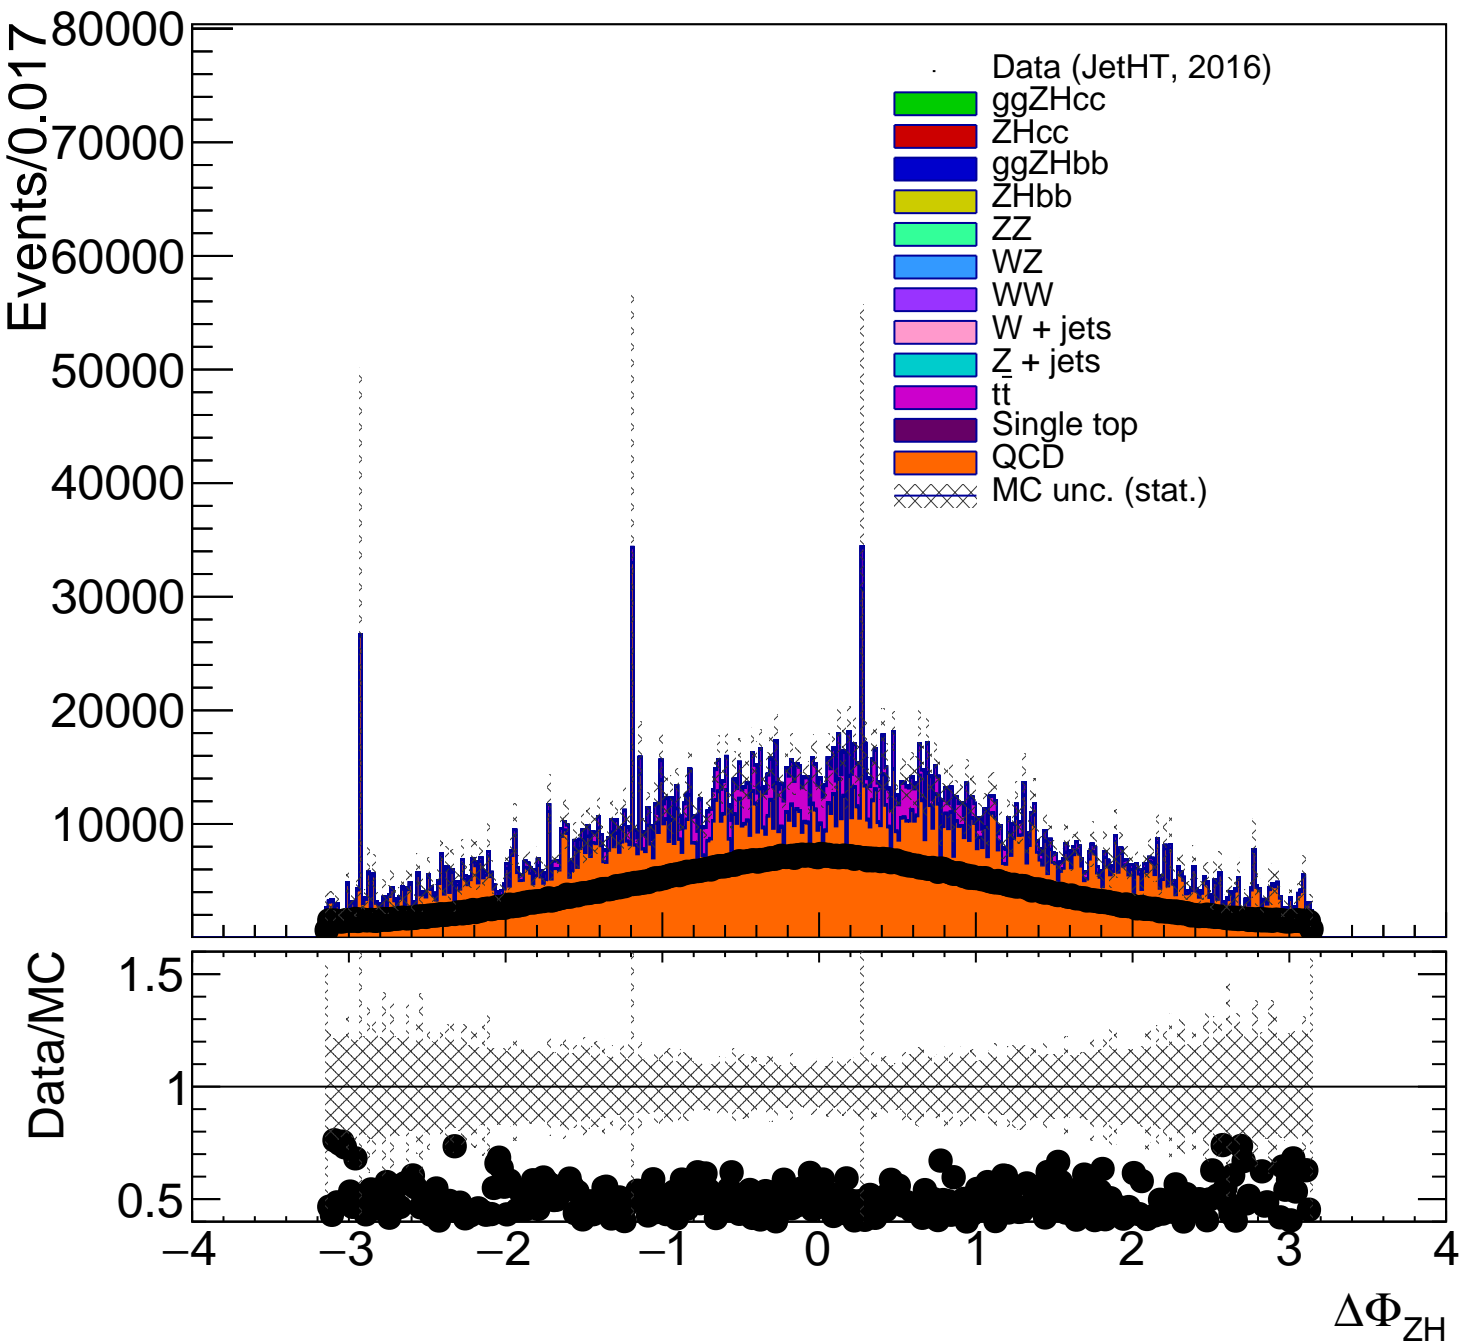 Events/0.017
80000
70000
60000
50000
40000
30000
20000
10000
Data (JetHT, 2016)
ggZHcc
ZHcc
ggZHbb
ZHbb
ZZ
WZ
WW
W + jets
Z + jets
tt̄
Single top
QCD
MC unc. (stat.)
Data/MC
1.5
1
0.5
−4 −3 −2 −1 0 1 2 3 4
ΔΦ_ZH